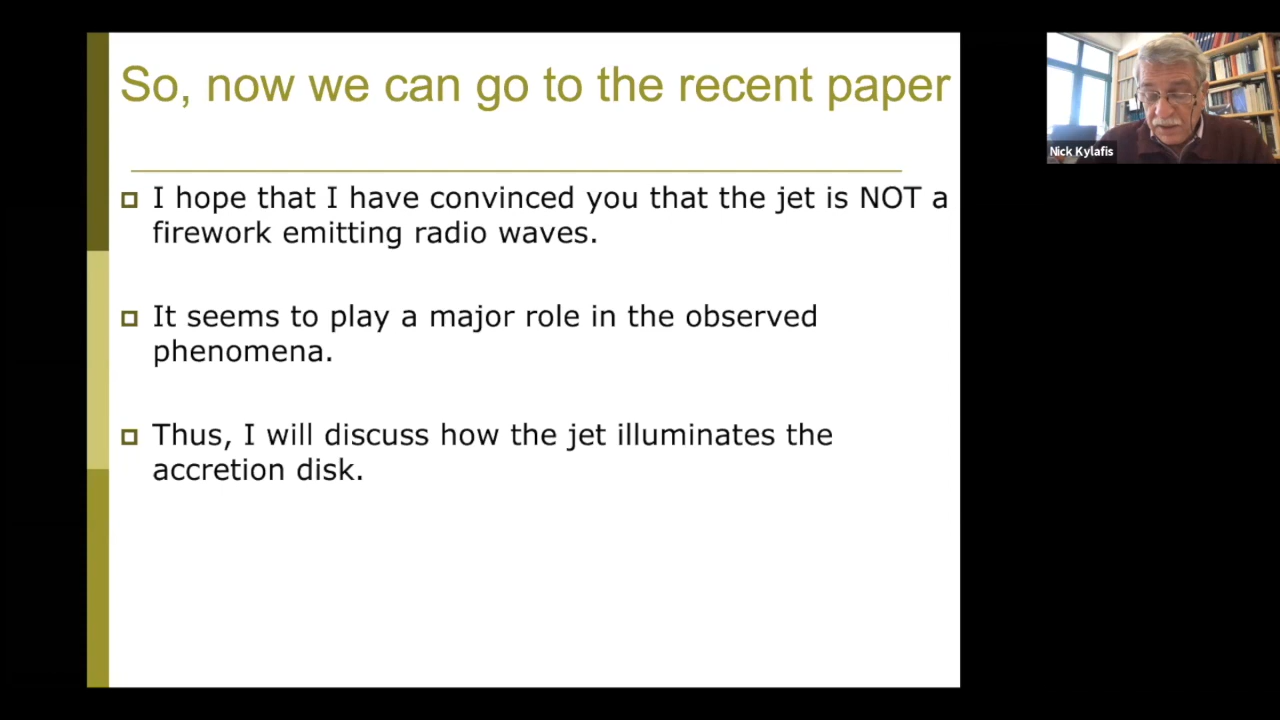 So, now we can go to the recent paper
I hope that I have convinced you that the jet is NOT a
firework emitting radio waves.
It seems to play a major role in the observed
phenomena.
Thus, I will discuss how the jet illuminates the
accretion disk.
Nick Kylafis